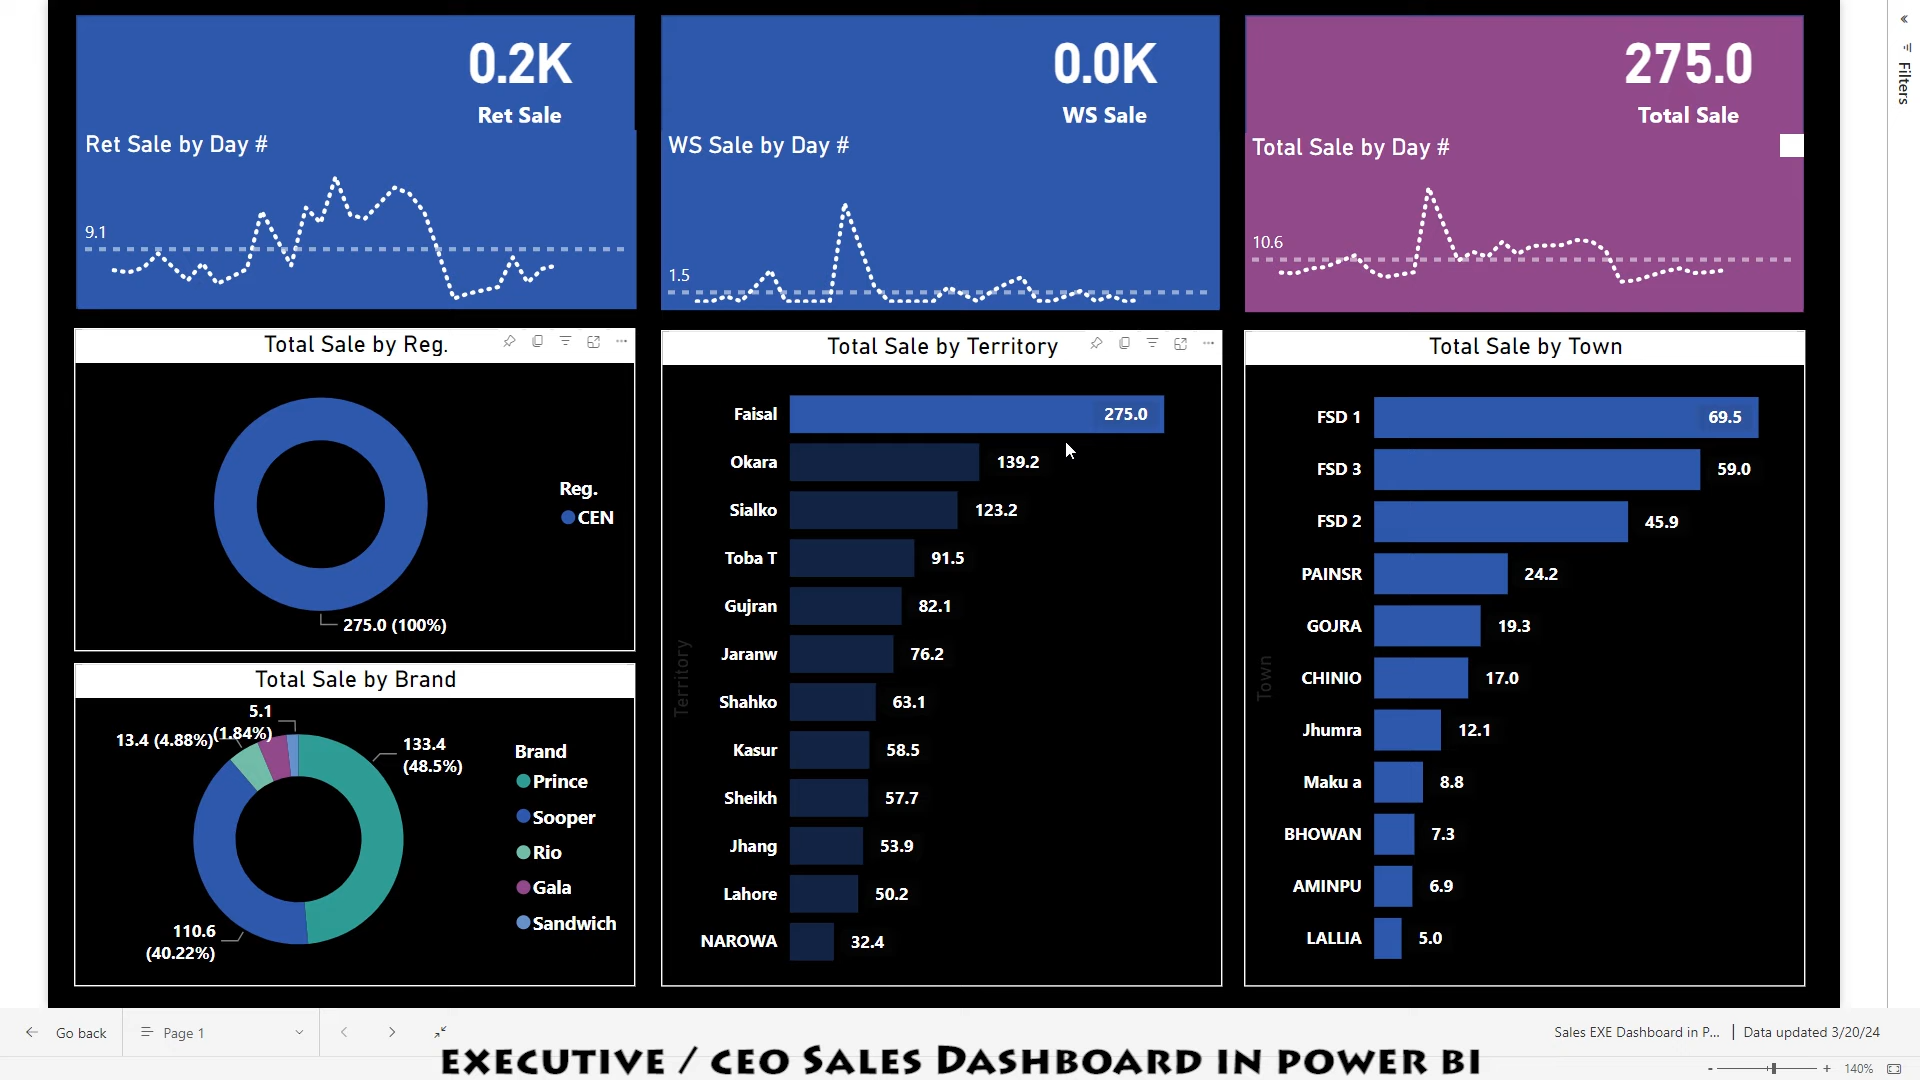 0.2K
Ret Sale
Ret Sale by Day #
9.1
0.0K
WS Sale
WS Sale by Day #
1.5
275.0
Total Sale
Total Sale by Day #
10.6
Filters
Total Sale by Reg.
Reg.
CEN
275.0 (100%)
Total Sale by Brand
5.1
(1.84%)
13.4 (4.88%)
133.4
(48.5%)
110.6
(40.22%)
Brand
Prince
Sooper
Rio
Gala
Sandwich
Total Sale by Territory
Territory
Faisal 275.0
Okara 139.2
Sialko 123.2
Toba T 91.5
Gujran 82.1
Jaranw 76.2
Shahko 63.1
Kasur 58.5
Sheikh 57.7
Jhang 53.9
Lahore 50.2
NAROWA 32.4
Total Sale by Town
Town
FSD 1 69.5
FSD 3 59.0
FSD 2 45.9
PAINSR 24.2
GOJRA 19.3
CHINIO 17.0
Jhumra 12.1
Maku a 8.8
BHOWAN 7.3
AMINPU 6.9
LALLIA 5.0
Go back
Page 1
Sales EXE Dashboard in P... | Data updated 3/20/24
EXECUTIVE / CEO SALES DASHBOARD IN POWER BI
- + 140%